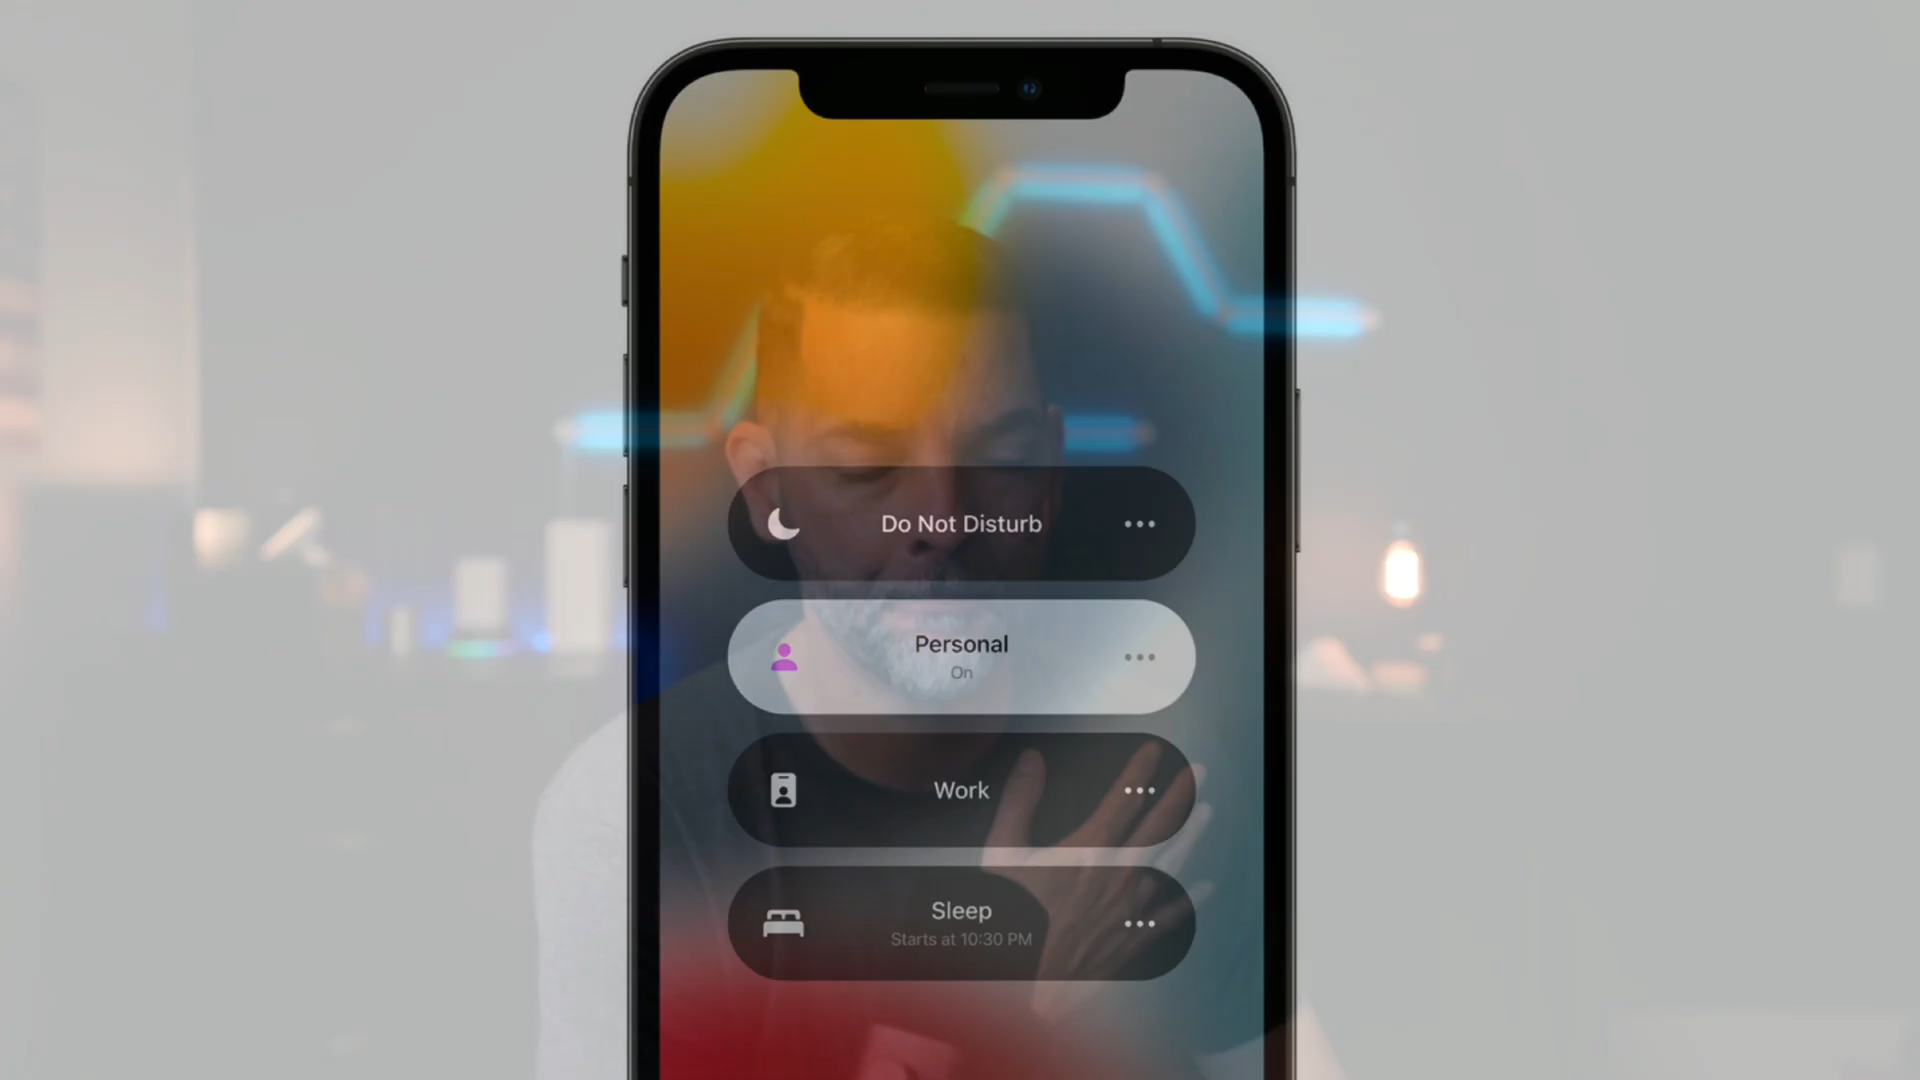 Do Not Disturb
Personal
On
Work
Sleep
Starts at 10:30 PM